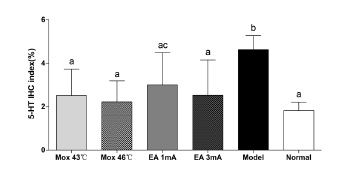 6
4
2
0
5-HT IHC index(%)
a
a
ac
a
b
a
Mox 43℃
Mox 46℃
EA 1mA
EA 3mA
Model
Normal